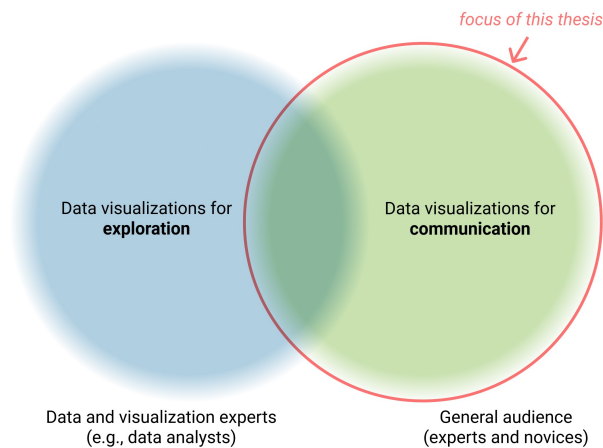 focus of this thesis
Data visualizations for
exploration
Data visualizations for
communication
Data and visualization experts
(e.g., data analysts)
General audience
(experts and novices)